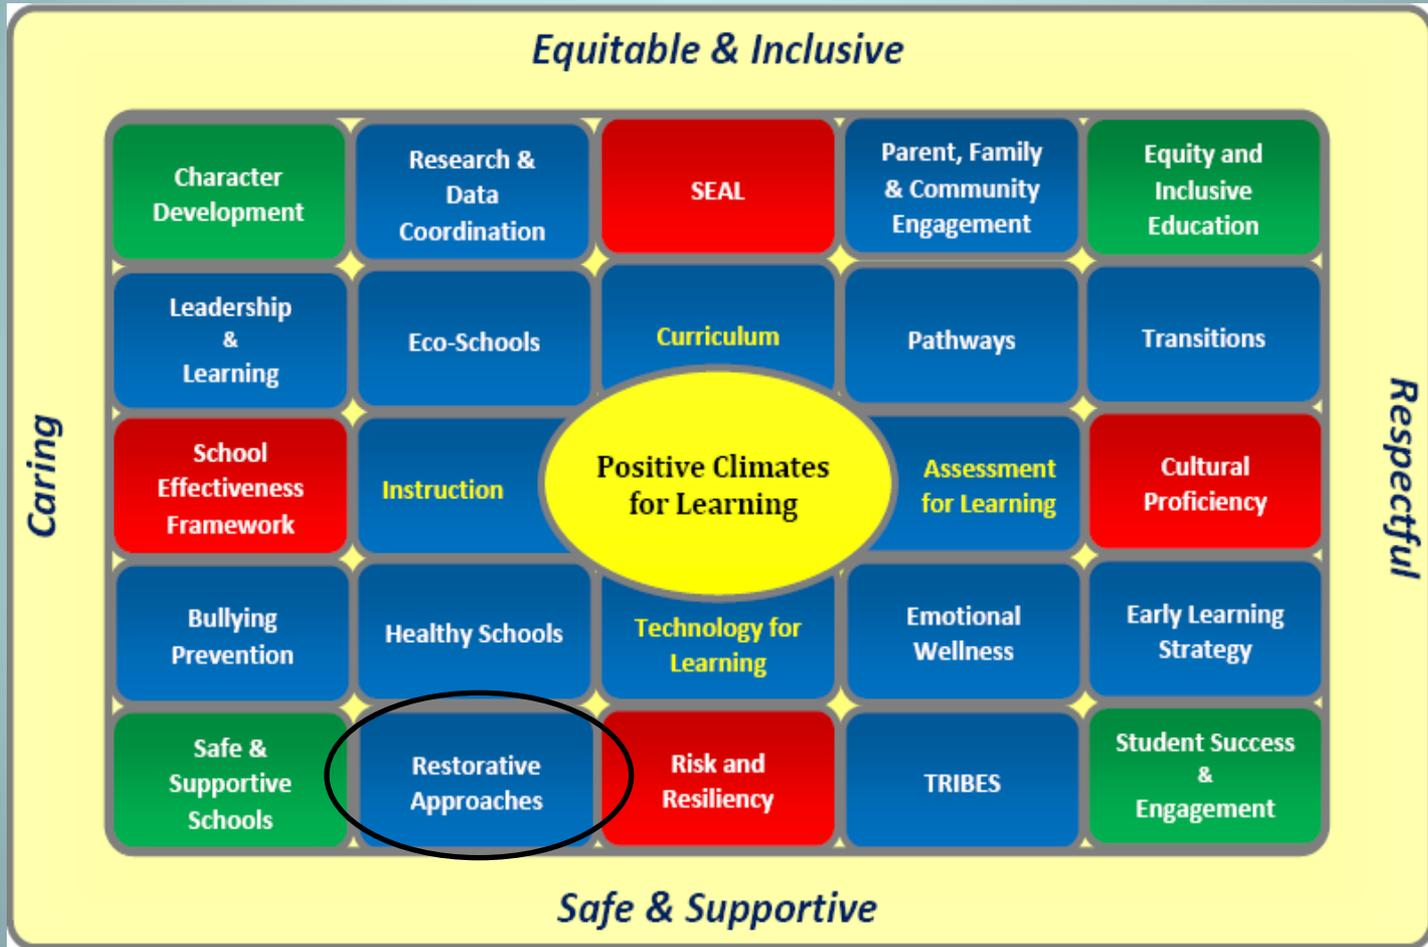 Equitable & Inclusive
Character
Development
Research &
Data
Coordination
SEAL
Parent, Family
& Community
Engagement
Equity and
Inclusive
Education
Leadership
&
Learning
Eco-Schools
Curriculum
Pathways
Transitions
Caring
School
Effectiveness
Framework
Instruction
Positive Climates
for Learning
Assessment
for Learning
Cultural
Proficiency
Respectful
Bullying
Prevention
Healthy Schools
Technology for
Learning
Emotional
Wellness
Early Learning
Strategy
Safe &
Supportive
Schools
Restorative
Approaches
Risk and
Resiliency
TRIBES
Student Success
&
Engagement
Safe & Supportive